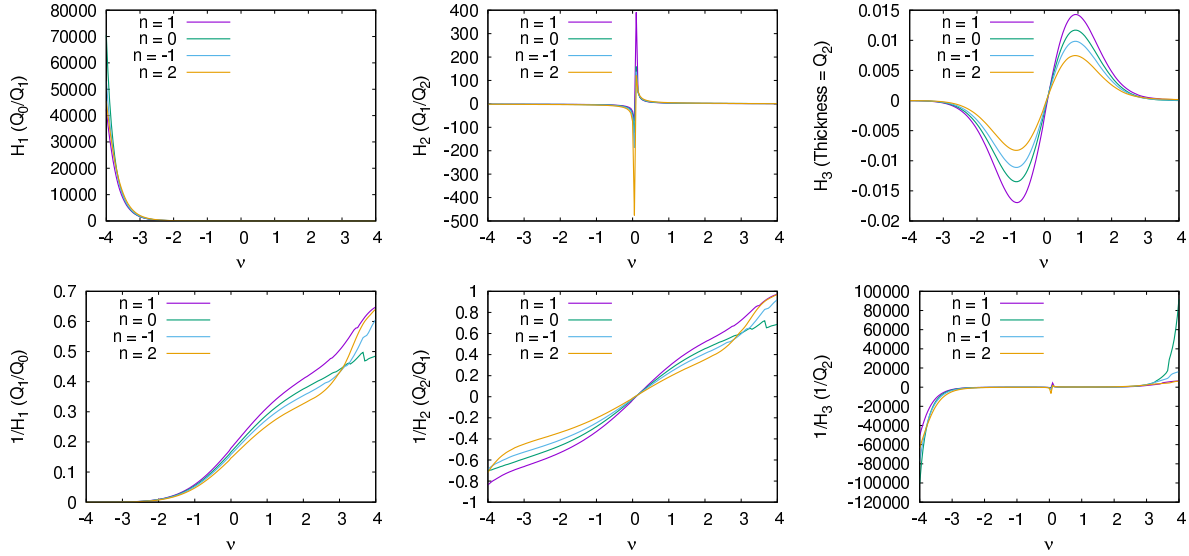 80000
70000
60000
50000
40000
30000
20000
10000
0
-4 -3 -2 -1 0 1 2 3 4
H1 (Q0/Q1)
ν
n = 1
n = 0
n = -1
n = 2
400
300
200
100
0
-100
-200
-300
-400
-500
-4 -3 -2 -1 0 1 2 3 4
H2 (Q1/Q2)
ν
n = 1
n = 0
n = -1
n = 2
0.015
0.01
0.005
0
-0.005
-0.01
-0.015
-0.02
-4 -3 -2 -1 0 1 2 3 4
H3 (Thickness = Q2)
ν
n = 1
n = 0
n = -1
n = 2
0.7
0.6
0.5
0.4
0.3
0.2
0.1
0
-4 -3 -2 -1 0 1 2 3 4
1/H1 (Q1/Q0)
ν
n = 1
n = 0
n = -1
n = 2
1
0.8
0.6
0.4
0.2
0
-0.2
-0.4
-0.6
-0.8
-1
-4 -3 -2 -1 0 1 2 3 4
1/H2 (Q2/Q1)
ν
n = 1
n = 0
n = -1
n = 2
100000
80000
60000
40000
20000
0
-20000
-40000
-60000
-80000
-100000
-120000
-4 -3 -2 -1 0 1 2 3 4
1/H3 (1/Q2)
ν
n = 1
n = 0
n = -1
n = 2